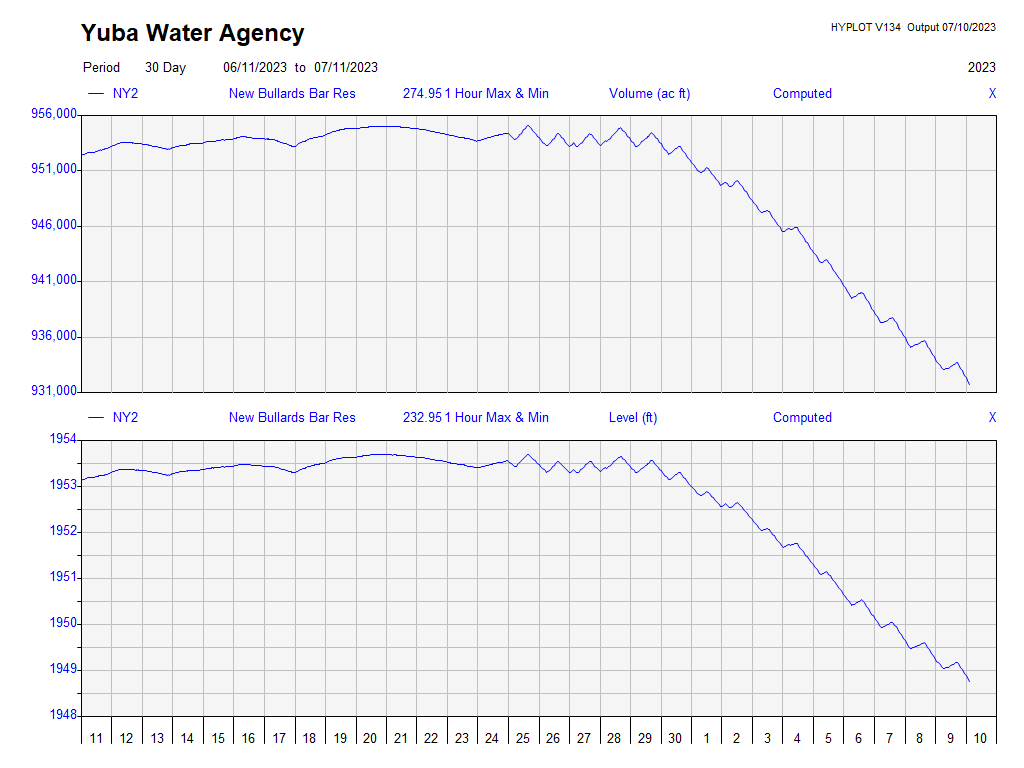 Yuba Water Agency
HYPLOT V134 Output 07/10/2023
Period 30 Day 06/11/2023 to 07/11/2023 2023
NY2 New Bullards Bar Res 274.95 1 Hour Max & Min Volume (ac ft) Computed X
956,000
951,000
946,000
941,000
936,000
931,000
NY2 New Bullards Bar Res 232.95 1 Hour Max & Min Level (ft) Computed X
1954
1953
1952
1951
1950
1949
1948
11 12 13 14 15 16 17 18 19 20 21 22 23 24 25 26 27 28 29 30 1 2 3 4 5 6 7 8 9 10